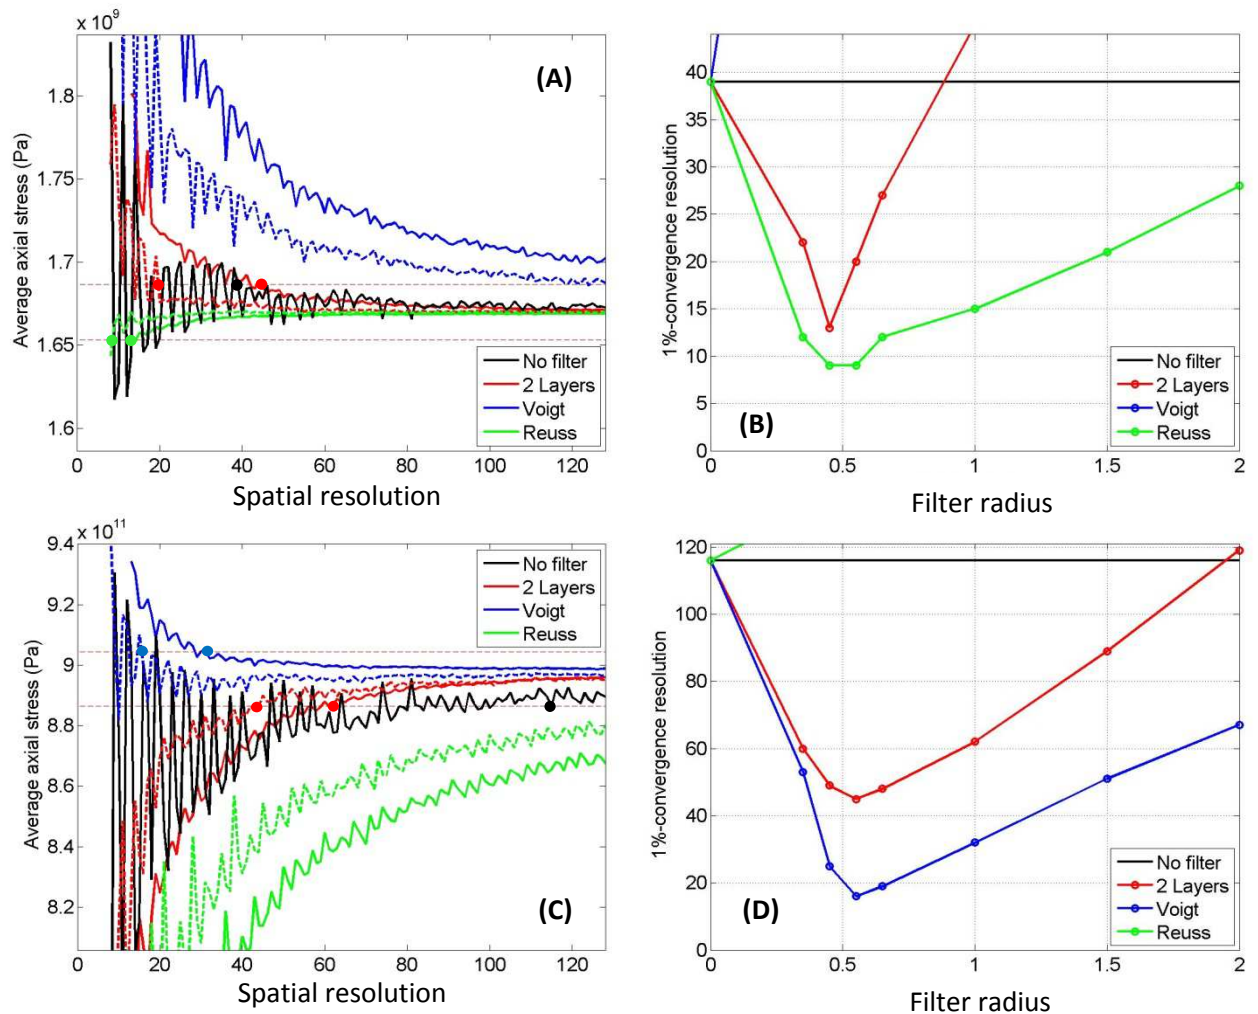 x 10⁹
1.8
1.75
1.7
1.65
1.6
Average axial stress (Pa)
0 20 40 60 80 100 120
Spatial resolution
(A)
No filter
2 Layers
Voigt
Reuss
40
35
30
25
20
15
10
5
0
1%-convergence resolution
0 0.5 1 1.5 2
Filter radius
(B)
No filter
2 Layers
Voigt
Reuss
x 10¹¹
9.4
9.2
9
8.8
8.6
8.4
8.2
Average axial stress (Pa)
0 20 40 60 80 100 120
Spatial resolution
(C)
No filter
2 Layers
Voigt
Reuss
120
100
80
60
40
20
0
1%-convergence resolution
0 0.5 1 1.5 2
Filter radius
(D)
No filter
2 Layers
Voigt
Reuss